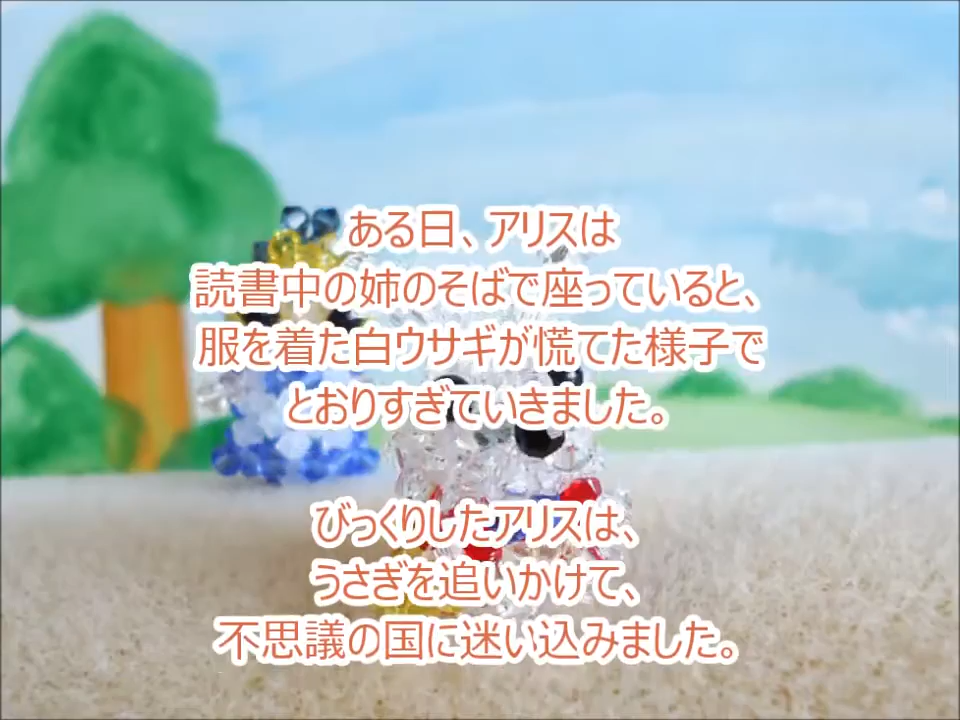 ある日、アリスは
読書中の姉のそばで座っていると、
服を着た白ウサギが慌てた様子で
とおりすぎていきました。
びっくりしたアリスは、
うさぎを追いかけて、
不思議の国に迷い込みました。